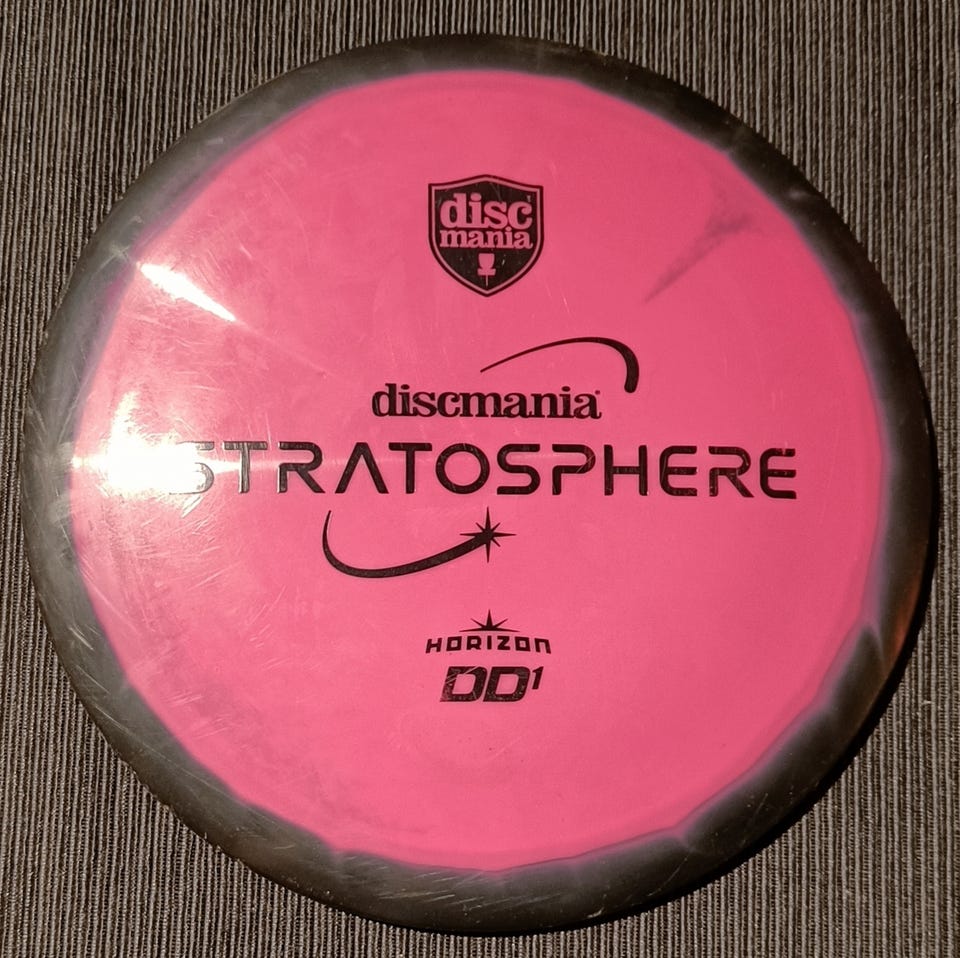 disc
mania
discmania®
STRATOSPHERE
HORIZON
DD1